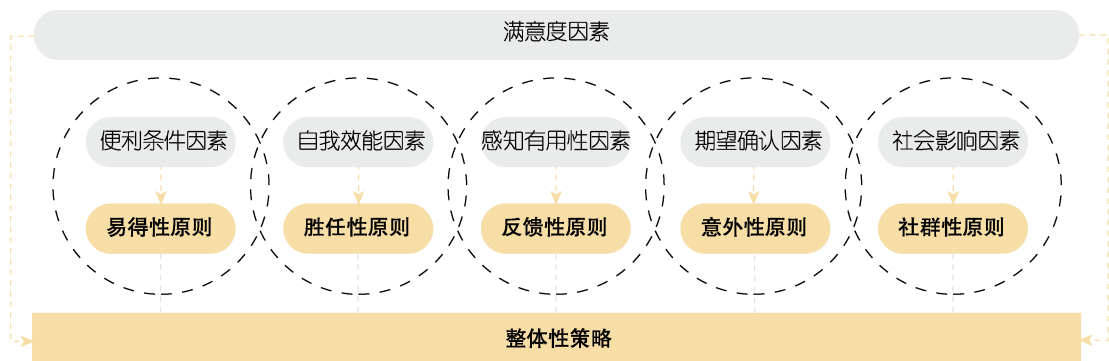 满意度因素
便利条件因素
自我效能因素
感知有用性因素
期望确认因素
社会影响因素
易得性原则
胜任性原则
反馈性原则
意外性原则
社群性原则
整体性策略